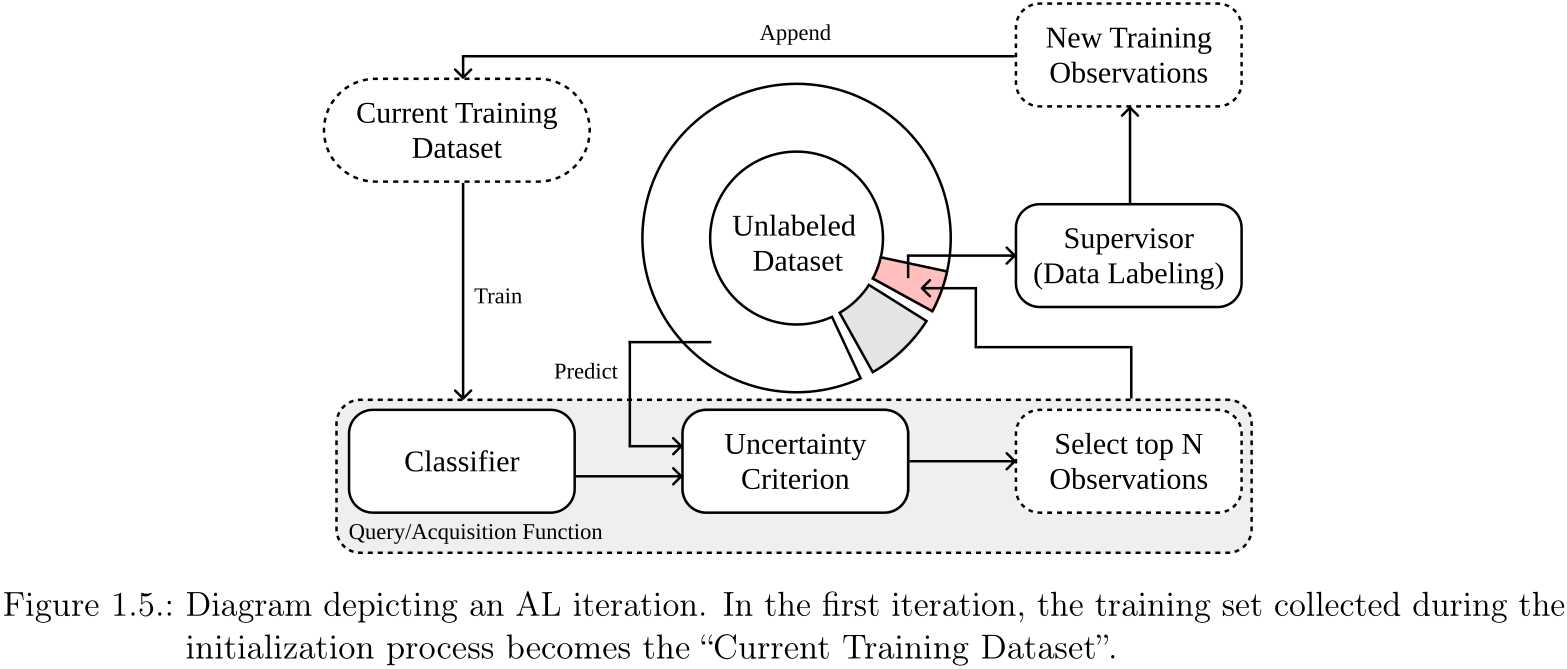 Append
New Training
Observations
Current Training
Dataset
Unlabeled
Dataset
Supervisor
(Data Labeling)
Train
Predict
Classifier
Uncertainty
Criterion
Select top N
Observations
Query/Acquisition Function
Figure 1.5.: Diagram depicting an AL iteration. In the first iteration, the training set collected during the
initialization process becomes the “Current Training Dataset”.